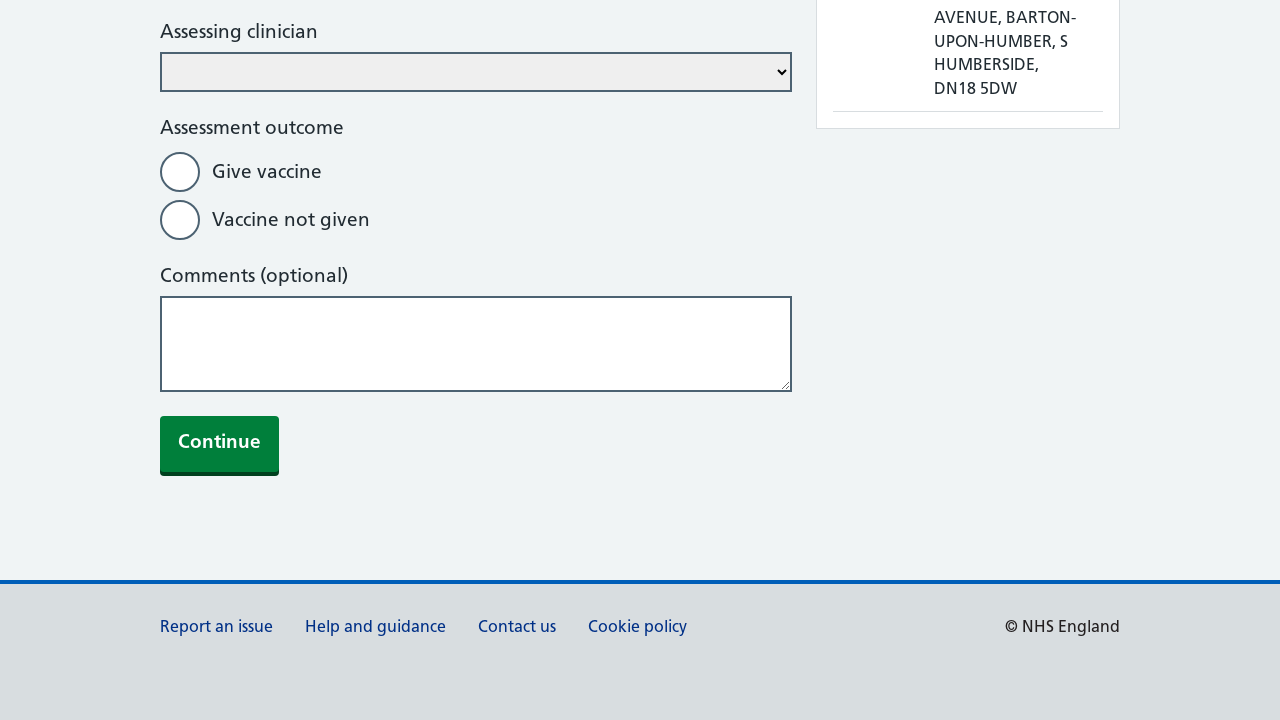 Assessing clinician
Assessment outcome
Give vaccine
Vaccine not given
Comments (optional)
Continue
AVENUE, BARTON-
UPON-HUMBER, S
HUMBERSIDE,
DN18 5DW
Report an issue
Help and guidance
Contact us
Cookie policy
© NHS England